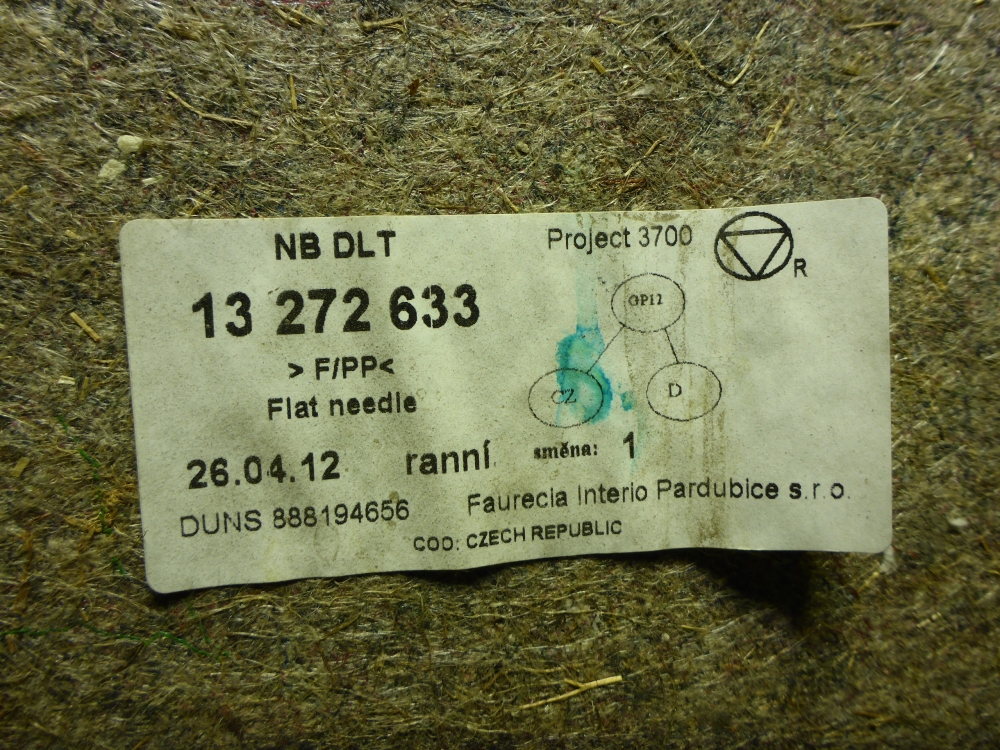 NB DLT
Project 3700
R
13 272 633
GP12
> F/PP<
CZ
D
Flat needle
26.04.12 ranní směna: 1
DUNS 888194656 Faurecia Interio Pardubice s.r.o.
COO: CZECH REPUBLIC